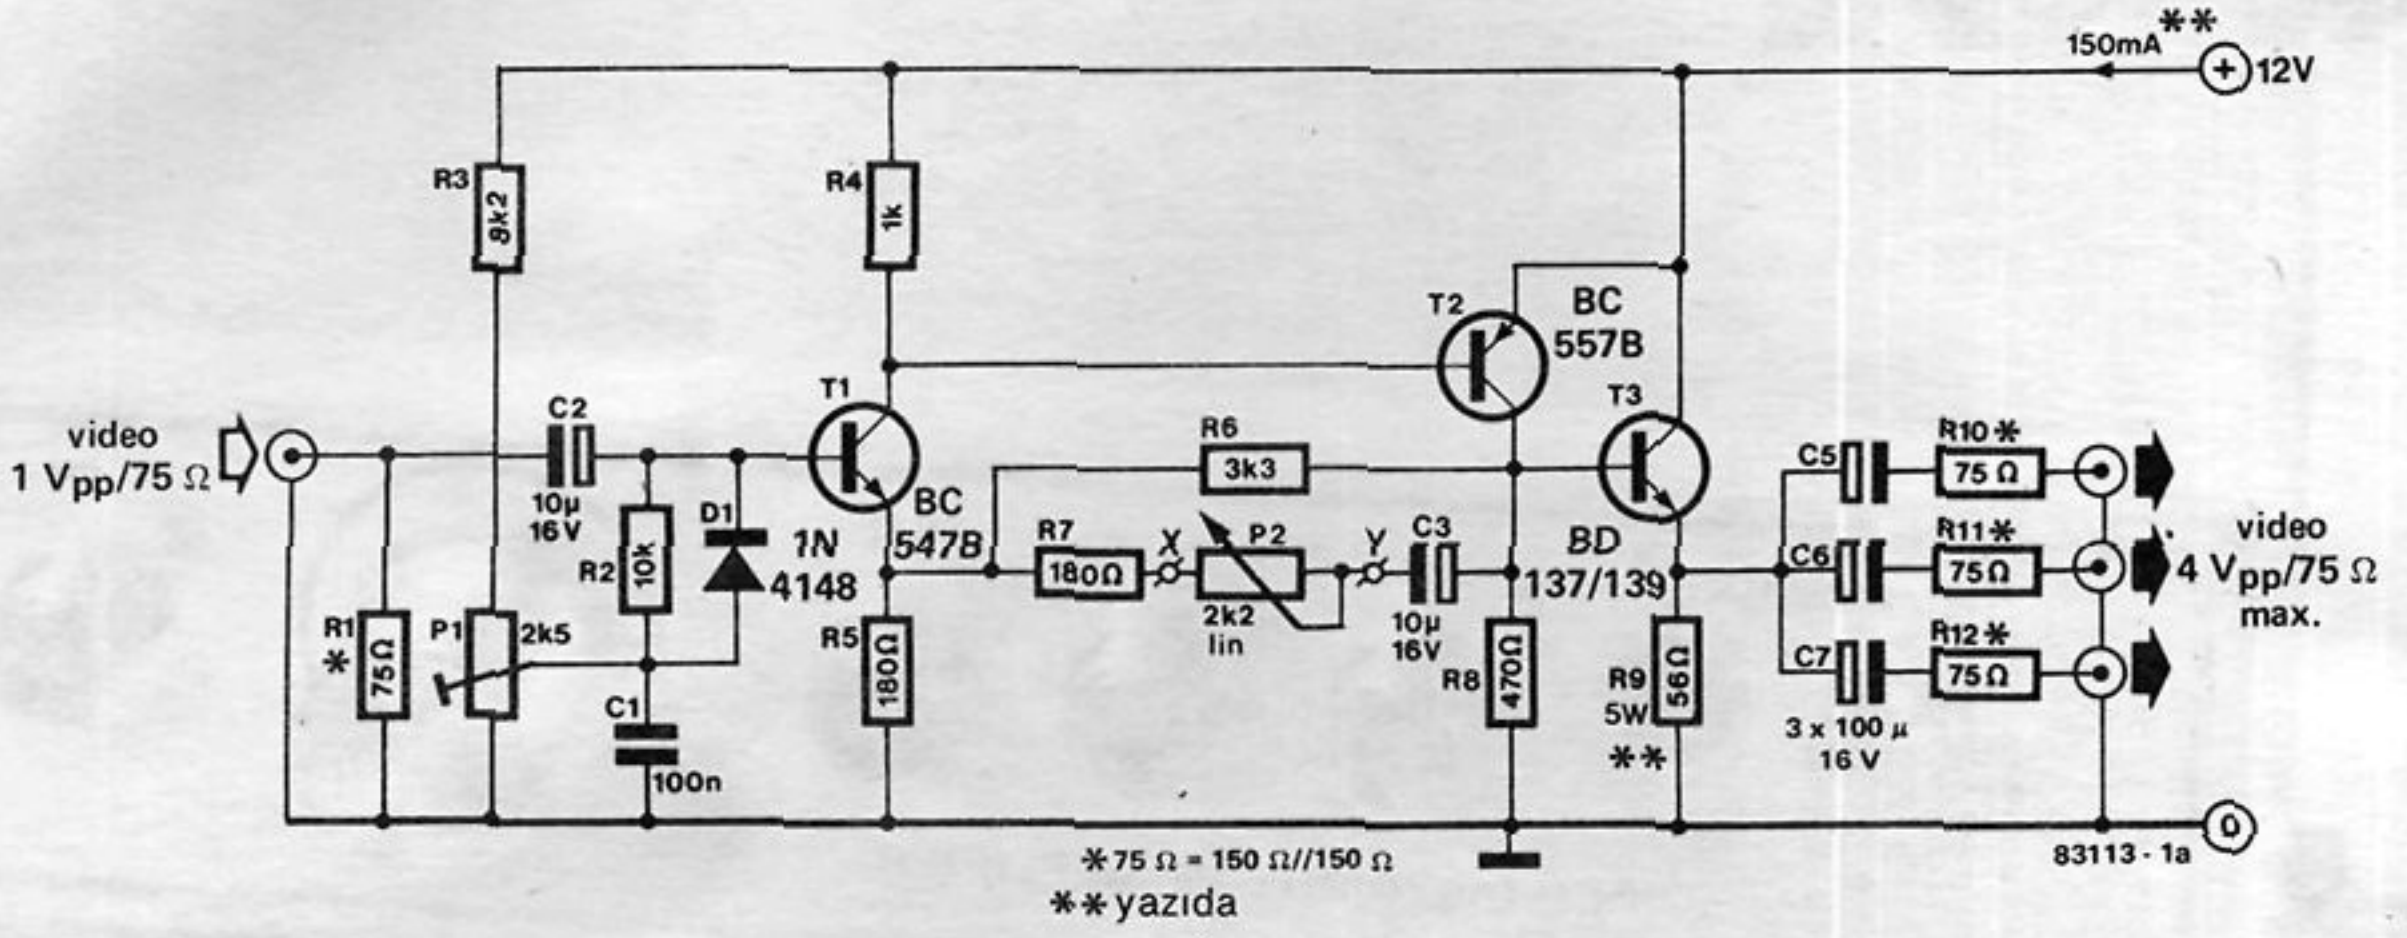 150mA**
12V
R3
8k2
R4
1k
T2
BC
557B
T1
T3
C2
10µ
16V
video
1 Vpp/75 Ω
R6
3k3
R10*
C5
75 Ω
D1
1N
4148
BC
547B
R7
180Ω
X
P2
2k2
lin
Y
C3
10µ
16V
BD
137/139
R11*
C6
75Ω
video
4 Vpp/75 Ω
max.
R2
10k
R1
*
75Ω
P1
2k5
R5
180Ω
R8
470Ω
R9
5W
**
56Ω
R12*
C7
75Ω
3 x 100 µ
16 V
C1
100n
0
83113 - 1a
* 75 Ω = 150 Ω//150 Ω
** yazıda